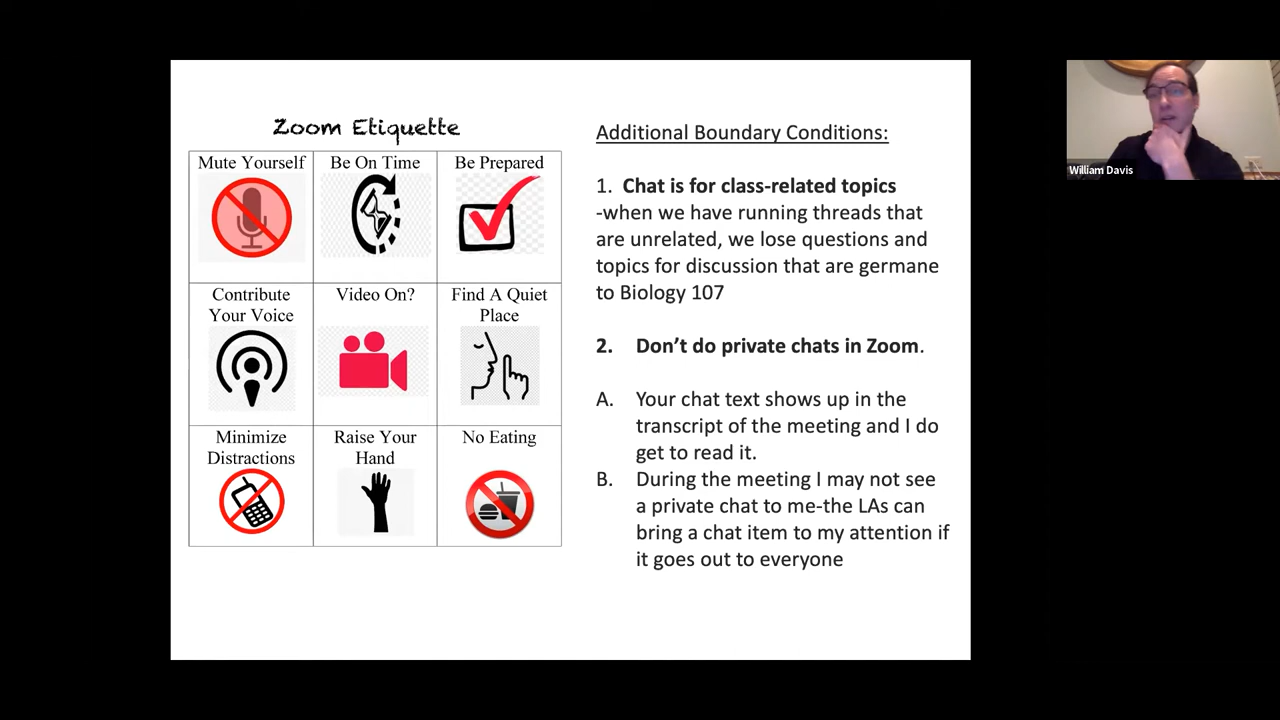 Zoom Etiquette
Mute Yourself
Be On Time
Be Prepared
Contribute
Your Voice
Video On?
Find A Quiet
Place
Minimize
Distractions
Raise Your
Hand
No Eating
Additional Boundary Conditions:
1. Chat is for class-related topics
-when we have running threads that
are unrelated, we lose questions and
topics for discussion that are germane
to Biology 107
2. Don’t do private chats in Zoom.
A. Your chat text shows up in the
transcript of the meeting and I do
get to read it.
B. During the meeting I may not see
a private chat to me-the LAs can
bring a chat item to my attention if
it goes out to everyone
William Davis